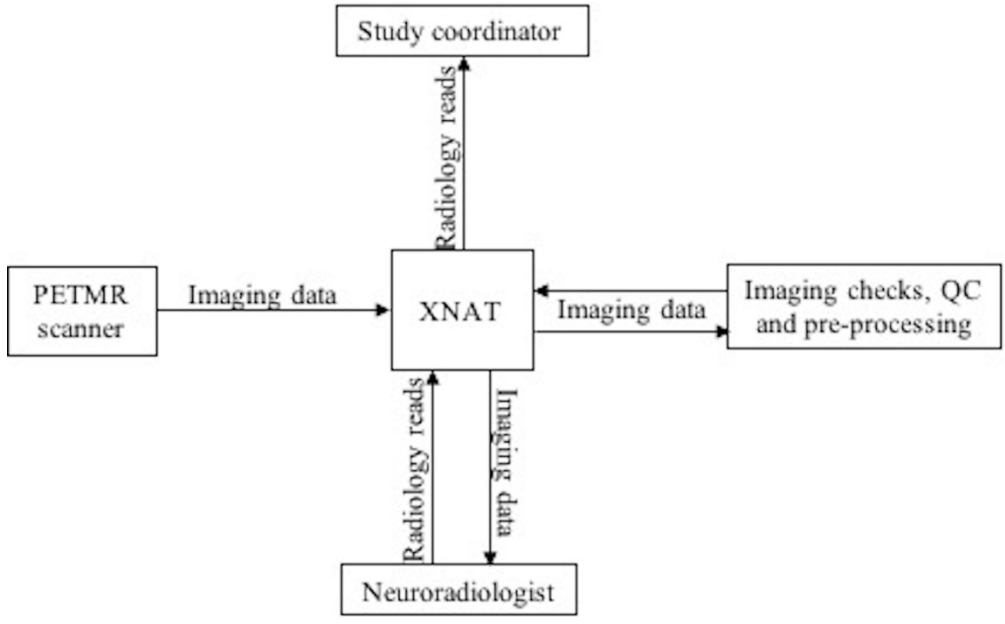 Study coordinator
Radiology reads
PETMR
scanner
Imaging data
XNAT
Imaging data
Imaging checks, QC
and pre-processing
Radiology reads
Imaging data
Neuroradiologist